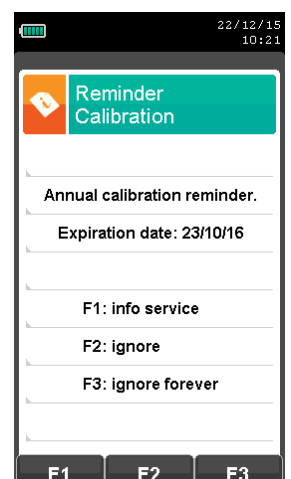 22/12/15
10:21
Reminder
Calibration
Annual calibration reminder.
Expiration date: 23/10/16
F1: info service
F2: ignore
F3: ignore forever
F1 F2 F3